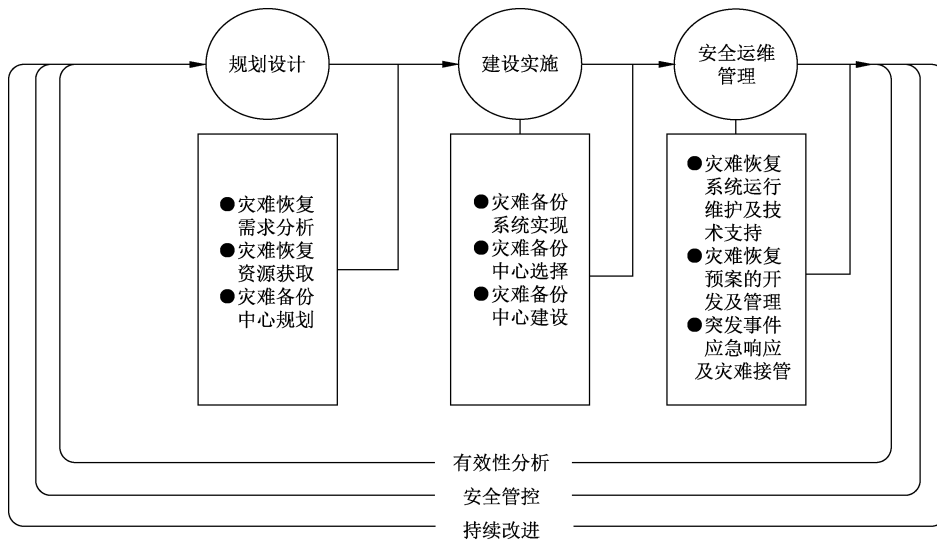 规划设计
建设实施
安全运维
管理
●灾难恢复
需求分析
●灾难恢复
资源获取
●灾难备份
中心规划
●灾难备份
系统实现
●灾难备份
中心选择
●灾难备份
中心建设
●灾难恢复
系统运行
维护及技
术支持
●灾难恢复
预案的开
发及管理
●突发事件
应急响应
及灾难接管
有效性分析
安全管控
持续改进